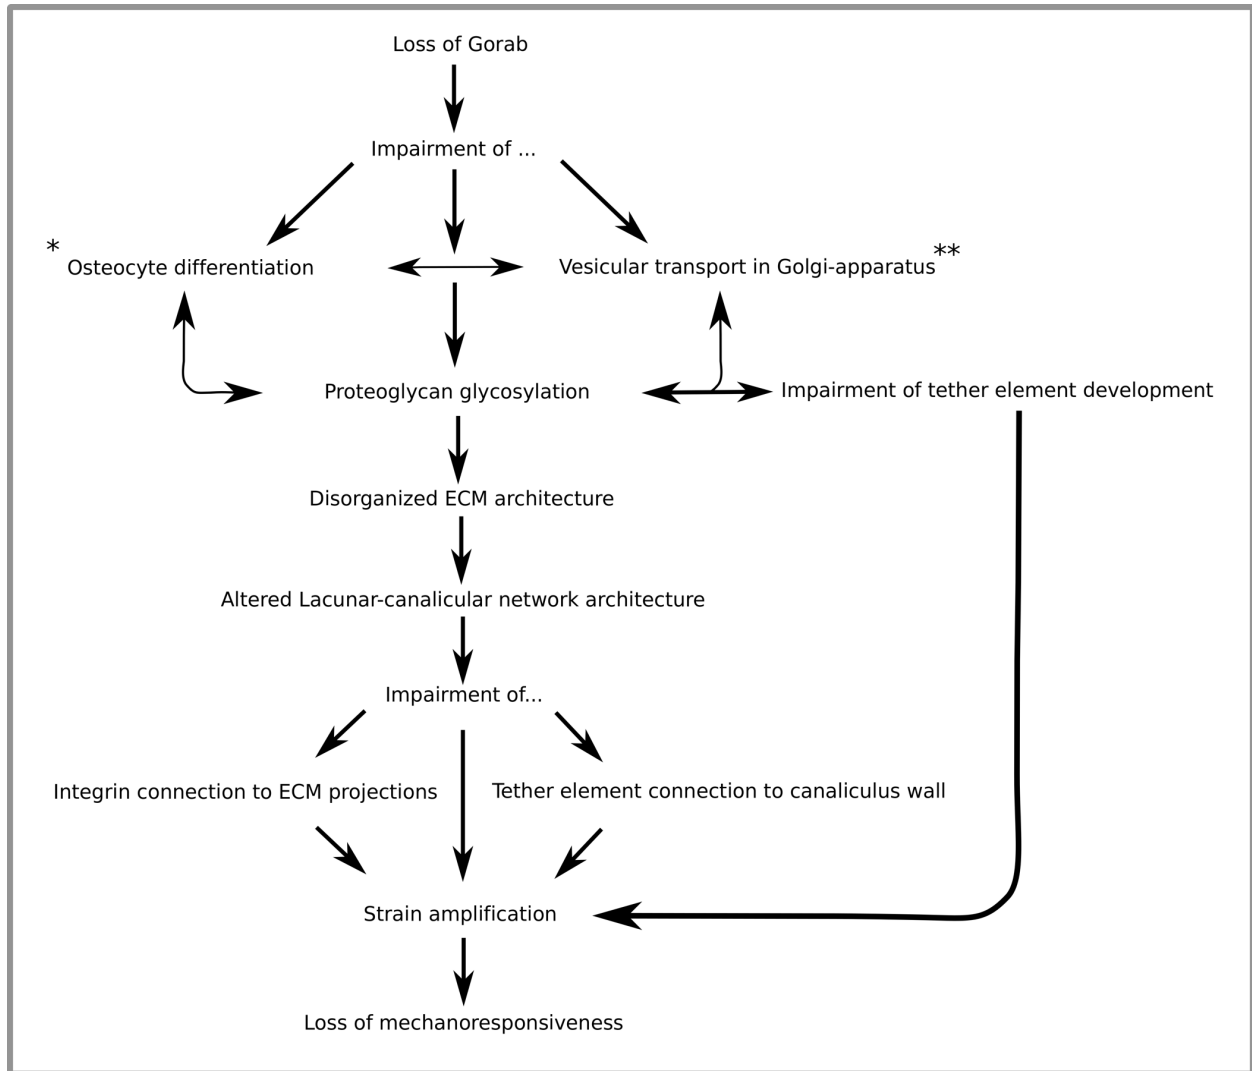 Loss of Gorab
Impairment of ...
* Osteocyte differentiation
Vesicular transport in Golgi-apparatus**
Proteoglycan glycosylation
Impairment of tether element development
Disorganized ECM architecture
Altered Lacunar-canalicular network architecture
Impairment of...
Integrin connection to ECM projections
Tether element connection to canaliculus wall
Strain amplification
Loss of mechanoresponsiveness